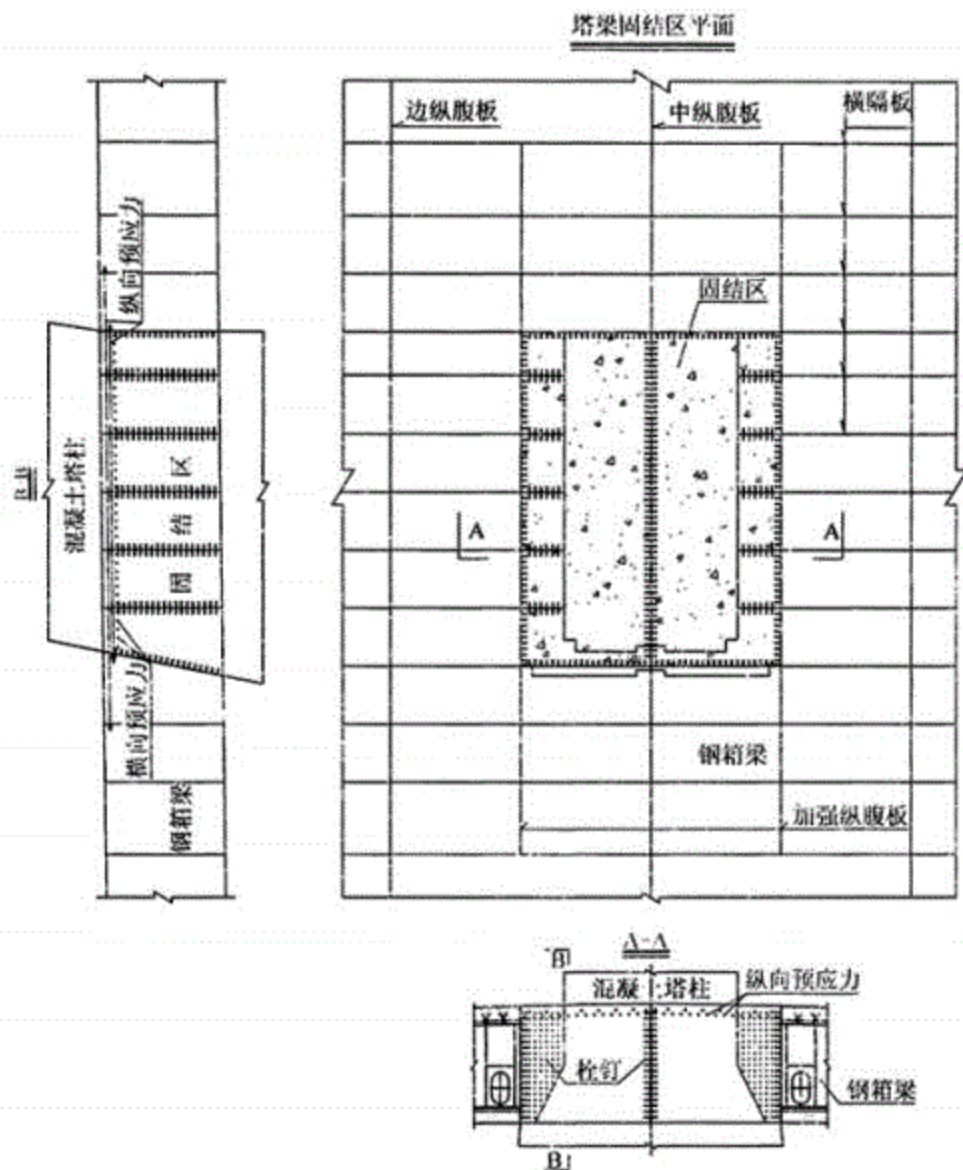 塔梁固结区平面
边纵腹板
中纵腹板
横隔板
纵向预应力
固结区
B-B
混凝土塔柱
固结区
A
A
横向预应力
钢箱梁
钢箱梁
加强纵腹板
A-A
B
混凝土塔柱
纵向预应力
栓钉
钢箱梁
B